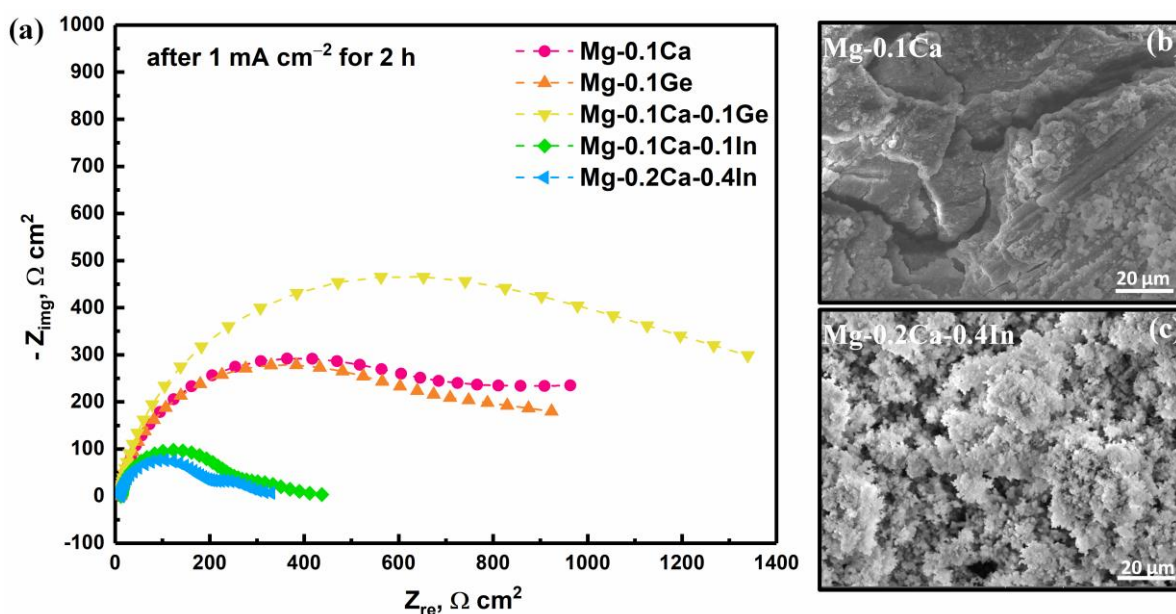 (a)
after 1 mA cm⁻² for 2 h
Mg-0.1Ca
Mg-0.1Ge
Mg-0.1Ca-0.1Ge
Mg-0.1Ca-0.1In
Mg-0.2Ca-0.4In
1000
900
800
700
600
500
400
300
200
100
0
-100
- Z_img, Ω cm²
0 200 400 600 800 1000 1200 1400
Z_re, Ω cm²
Mg-0.1Ca (b)
20 μm
Mg-0.2Ca-0.4In (c)
20 μm